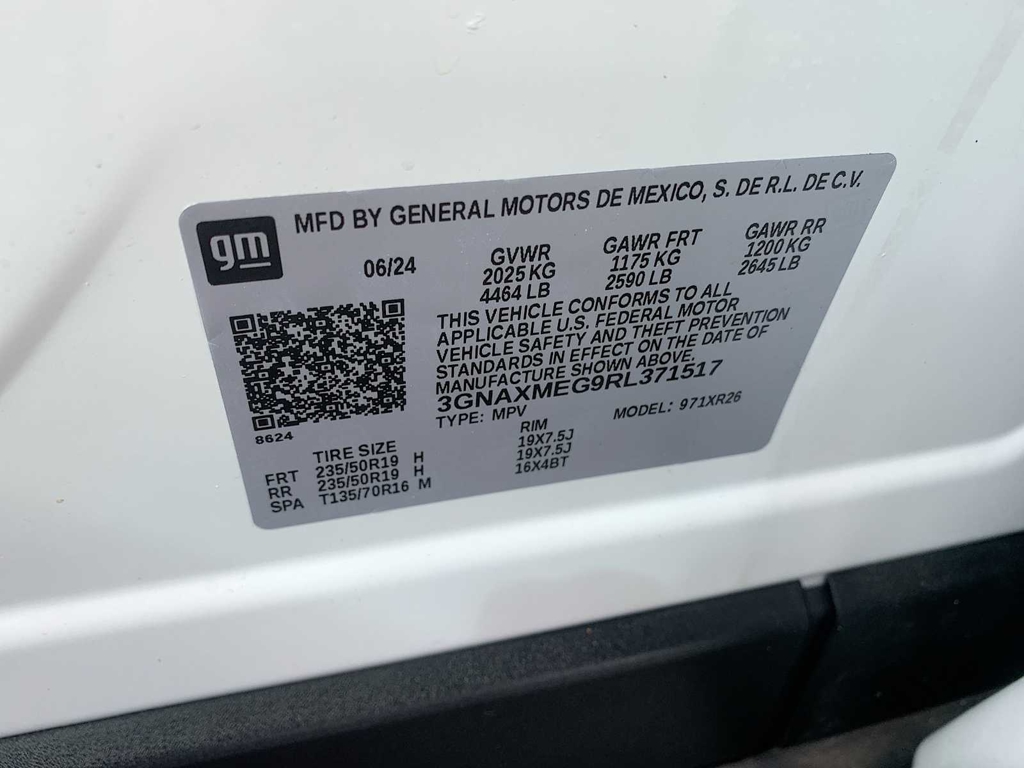 gm
MFD BY GENERAL MOTORS DE MEXICO, S. DE R.L. DE C.V.
06/24
GVWR
2025 KG
4464 LB
GAWR FRT
1175 KG
2590 LB
GAWR RR
1200 KG
2645 LB
THIS VEHICLE CONFORMS TO ALL
APPLICABLE U.S. FEDERAL MOTOR
VEHICLE SAFETY AND THEFT PREVENTION
STANDARDS IN EFFECT ON THE DATE OF
MANUFACTURE SHOWN ABOVE.
3GNAXMEG9RL371517
TYPE: MPV
MODEL: 971XR26
8624
TIRE SIZE RIM
FRT 235/50R19 H 19X7.5J
RR 235/50R19 H 19X7.5J
SPA T135/70R16 M 16X4BT